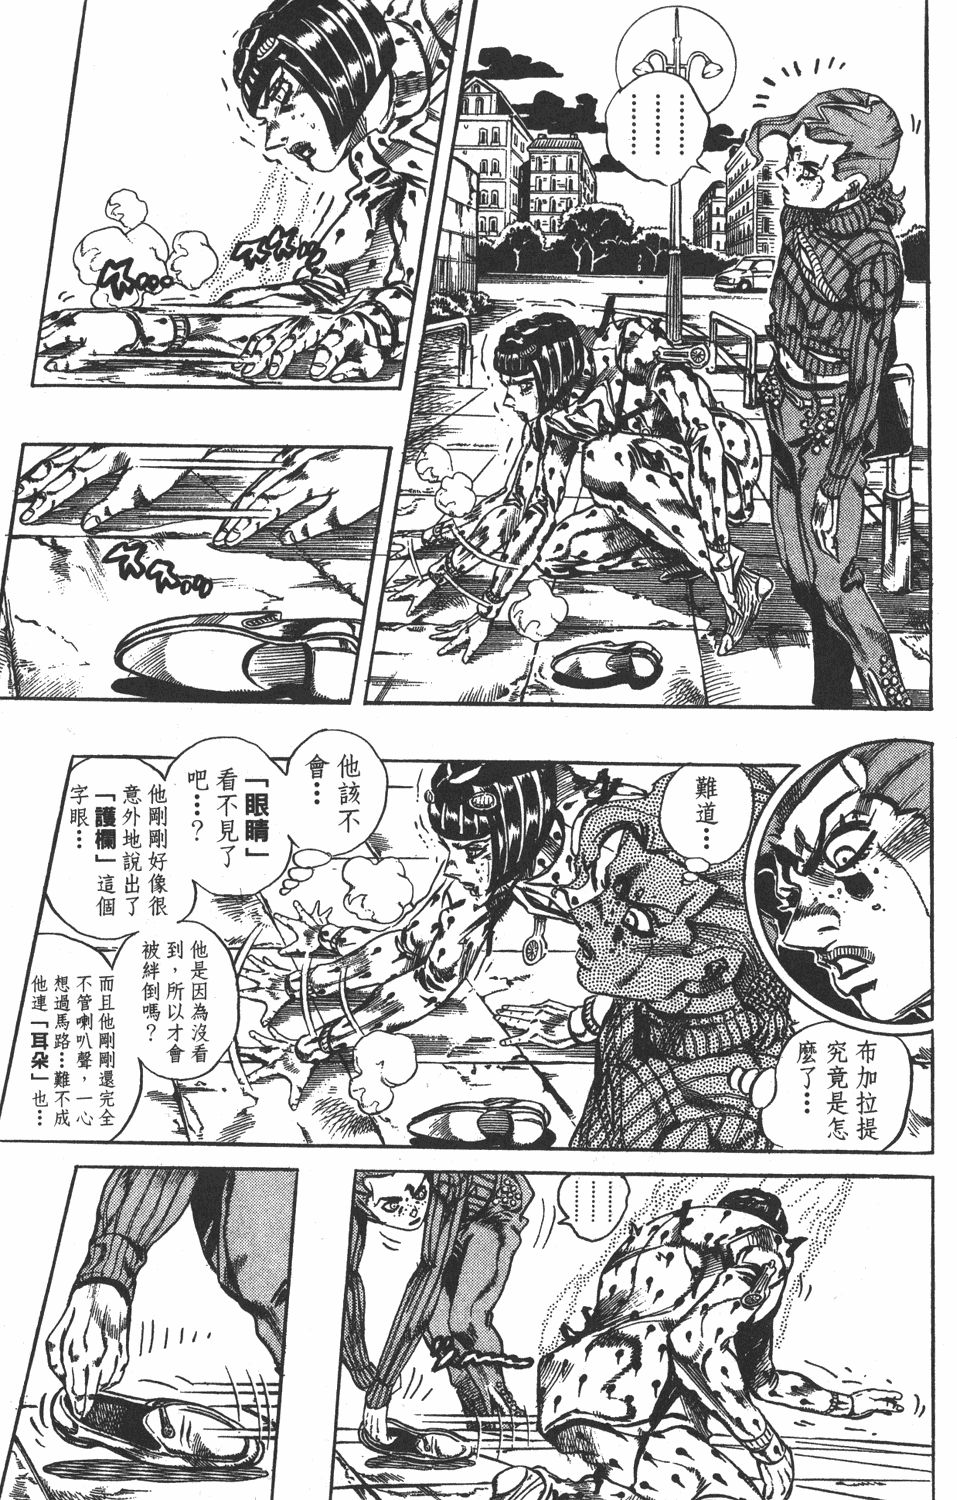 ………
………
難道…
布加拉提
究竟是怎
麼了…
他該不
會…
「眼睛」
看不見了
吧…？
他剛剛好像很
意外地說出了
「護欄」這個
字眼…
他是因為沒看
到，所以才會
被絆倒嗎？
而且他剛剛還完全
不管喇叭聲，一心
想過馬路…難不成
他連「耳朵」也…
………
………